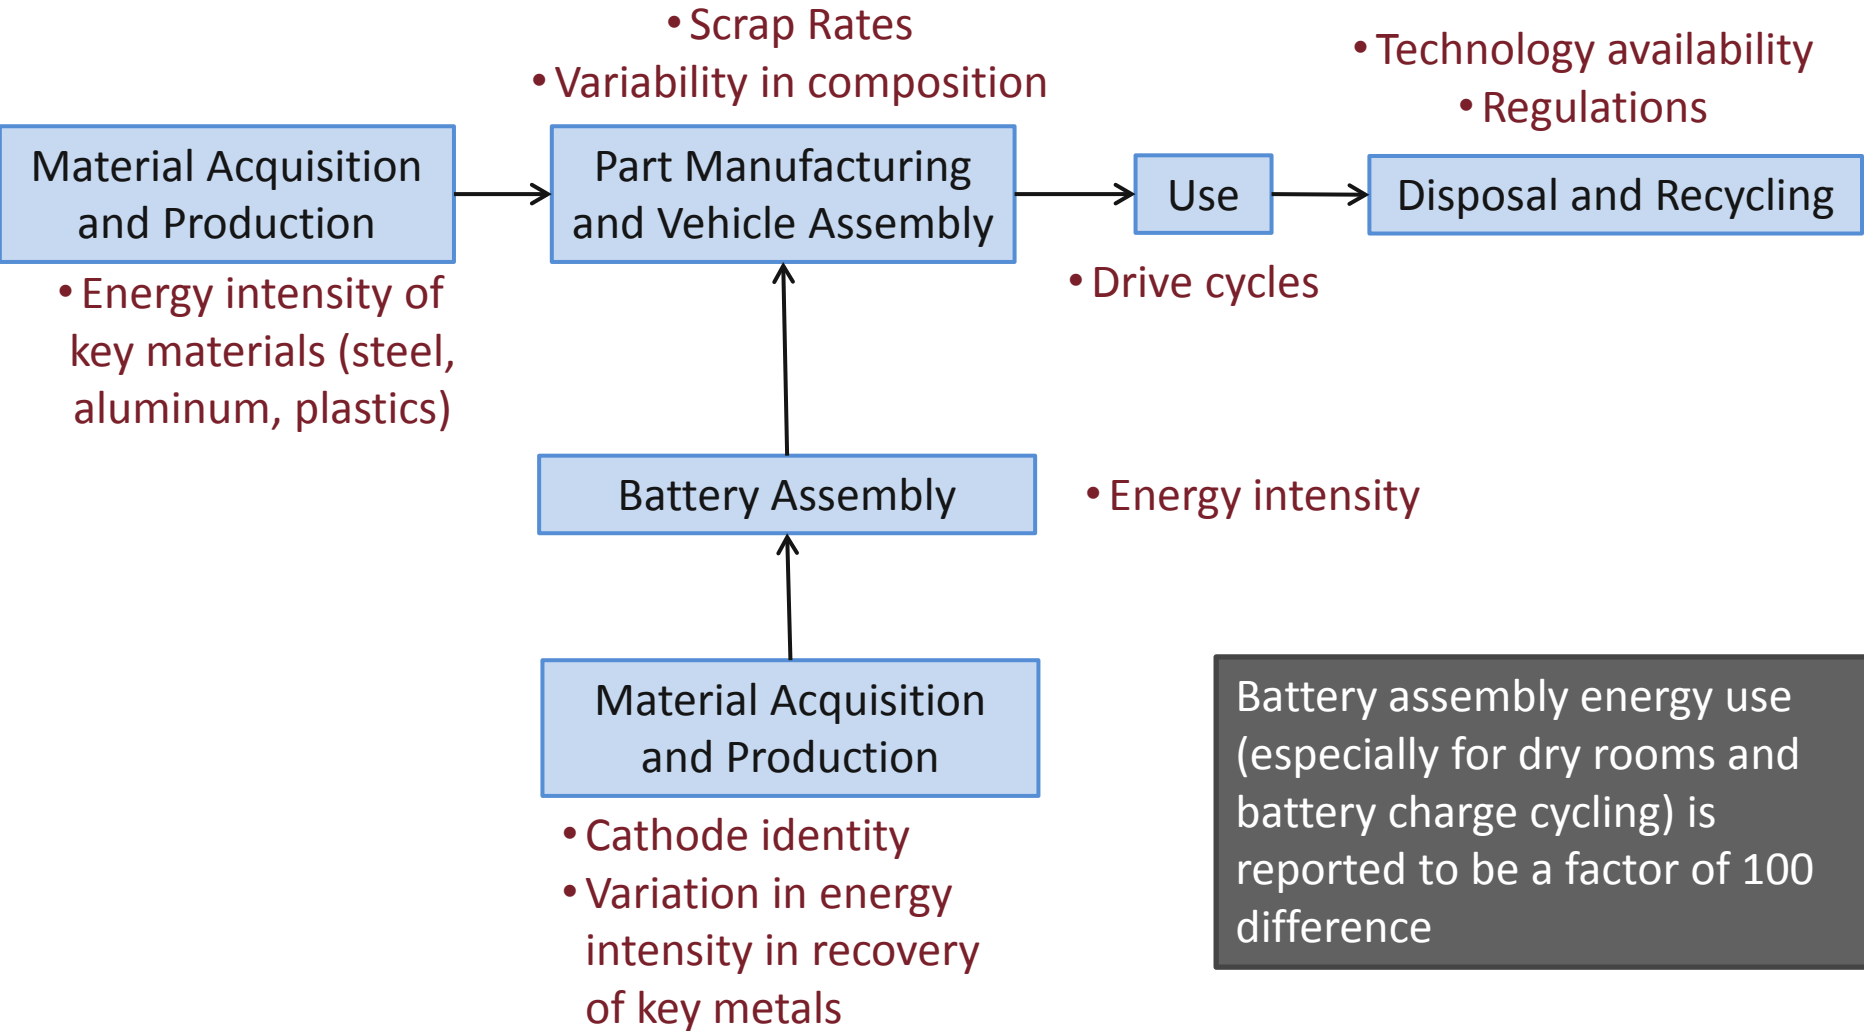 • Scrap Rates
• Variability in composition
• Technology availability
• Regulations
Material Acquisition
and Production
Part Manufacturing
and Vehicle Assembly
Use
Disposal and Recycling
• Energy intensity of
key materials (steel,
aluminum, plastics)
• Drive cycles
Battery Assembly
• Energy intensity
Material Acquisition
and Production
• Cathode identity
• Variation in energy
intensity in recovery
of key metals
Battery assembly energy use
(especially for dry rooms and
battery charge cycling) is
reported to be a factor of 100
difference